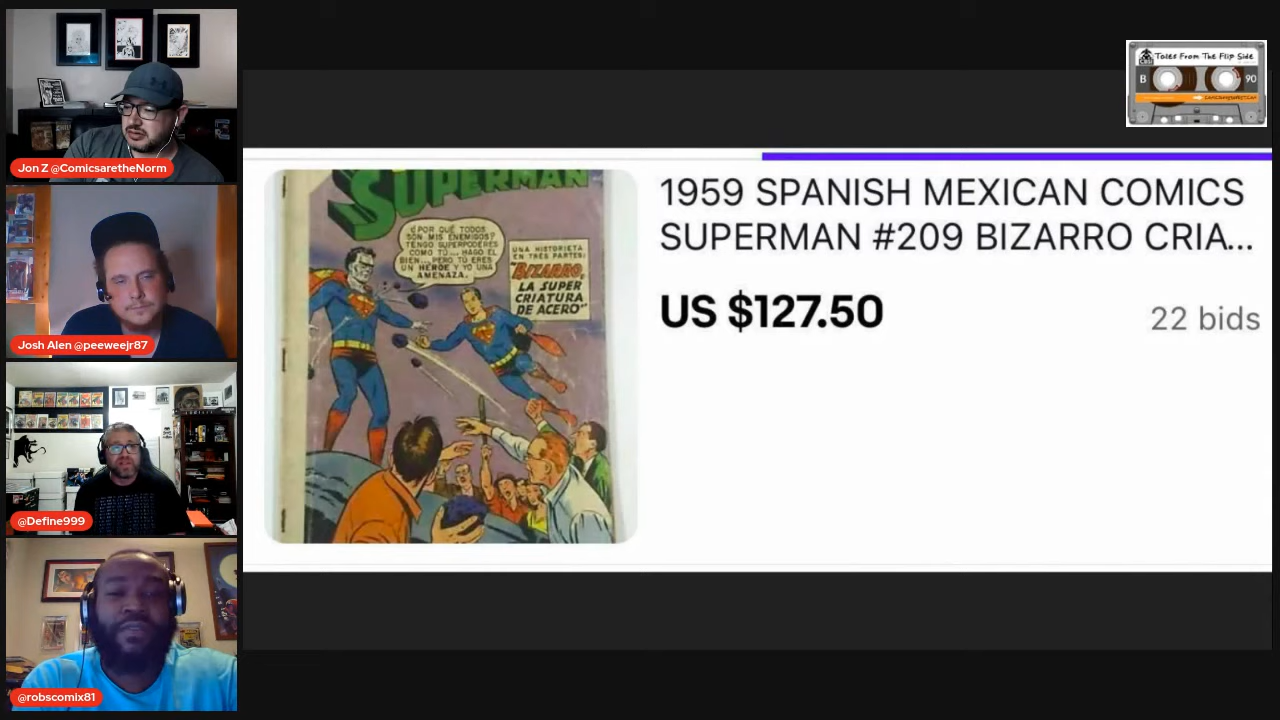 Jon Z @ComicsaretheNorm
Josh Alen @peeweejr87
@Define999
@robscomix81
SUPERMAN
¿POR QUÉ TODOS
SON MIS ENEMIGOS?
TENGO SUPERPODERES
COMO TÚ... HAGO EL
BIEN... PERO TÚ ERES
UN HÉROE Y YO UNA
AMENAZA.
UNA HISTORIETA
EN TRES PARTES:
"BIZARRO,
LA SUPER
CRIATURA
DE ACERO"
1959 SPANISH MEXICAN COMICS
SUPERMAN #209 BIZARRO CRIA...
US $127.50
22 bids
Tales From The Flip Side
B
90